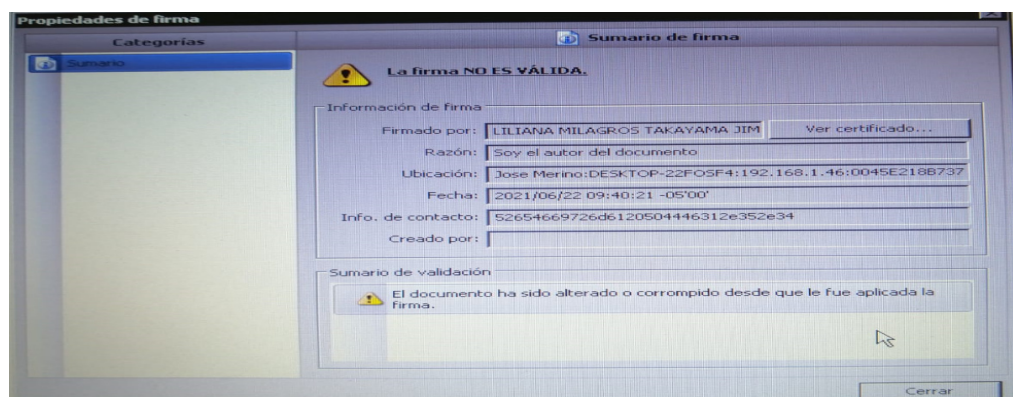 Propiedades de firma
Categorías
Sumario de firma
Sumario
La firma NO ES VÁLIDA.
Información de firma
Firmado por: LILIANA MILAGROS TAKAYAMA JIM
Ver certificado...
Razón: Soy el autor del documento
Ubicación: Jose Merino:DESKTOP-22FOSF4:192.168.1.46:0045E218B737
Fecha: 2021/06/22 09:40:21 -05'00'
Info. de contacto: 52654669726d6120504446312e352e34
Creado por:
Sumario de validación
El documento ha sido alterado o corrompido desde que le fue aplicada la
firma.
Cerrar